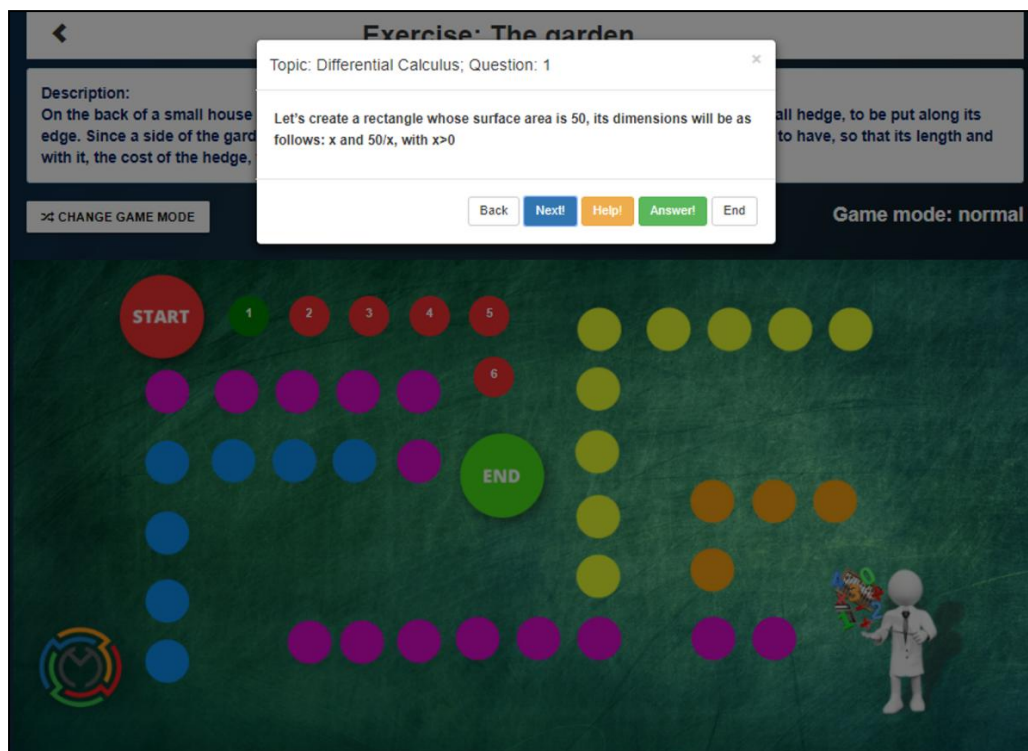 Exercise: The garden
Topic: Differential Calculus; Question: 1
×
Let's create a rectangle whose surface area is 50, its dimensions will be as
follows: x and 50/x, with x>0
Back Next! Help! Answer! End
Description:
On the back of a small house all hedge, to be put along its
edge. Since a side of the gard to have, so that its length and
with it, the cost of the hedge,
CHANGE GAME MODE Game mode: normal
START 1 2 3 4 5
6
END